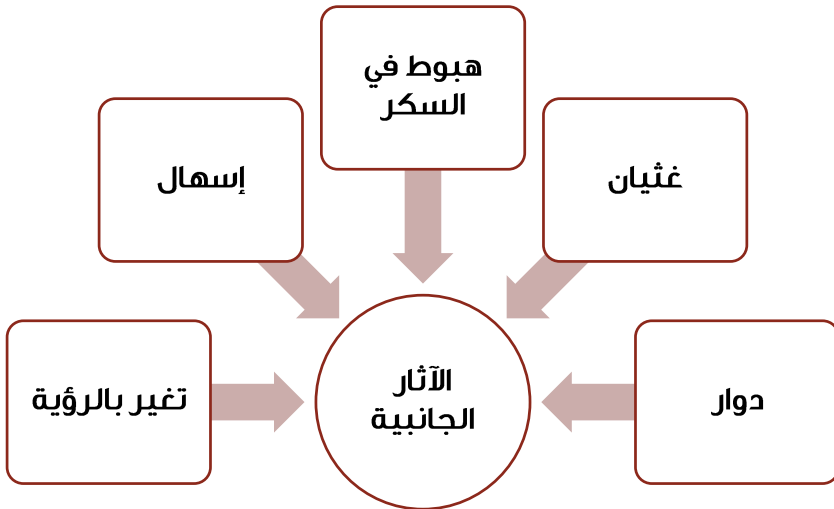 هبوط في
السكر
غثيان
إسهال
دوار
تغير بالرؤية
الآثار
الجانبية